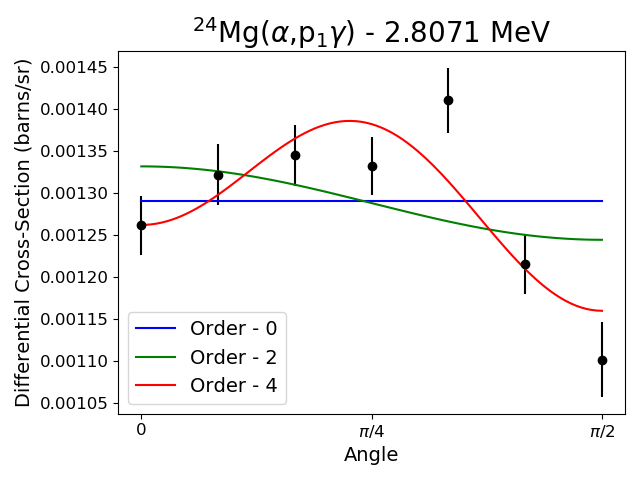 ²⁴Mg(α,p₁γ) - 2.8071 MeV
Differential Cross-Section (barns/sr)
0.00145
0.00140
0.00135
0.00130
0.00125
0.00120
0.00115
0.00110
0.00105
Order - 0
Order - 2
Order - 4
0 π/4 π/2
Angle